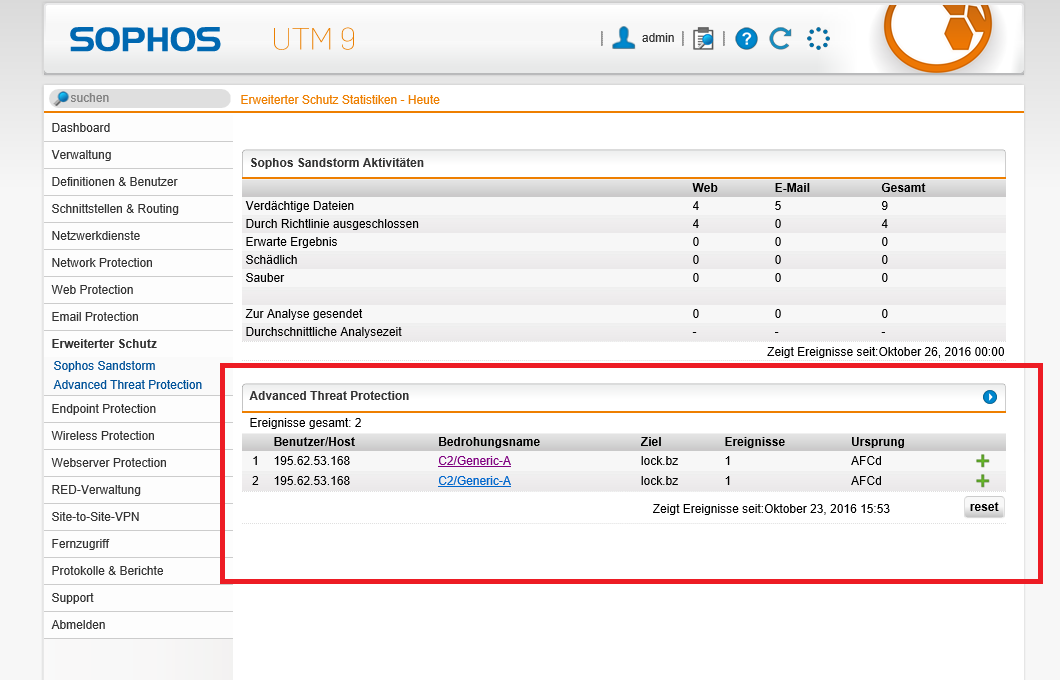 SOPHOS UTM 9 | admin | | ?
suchen Erweiterter Schutz Statistiken - Heute
Dashboard
Verwaltung
Definitionen & Benutzer
Schnittstellen & Routing
Netzwerkdienste
Network Protection
Web Protection
Email Protection
Erweiterter Schutz
Sophos Sandstorm
Advanced Threat Protection
Endpoint Protection
Wireless Protection
Webserver Protection
RED-Verwaltung
Site-to-Site-VPN
Fernzugriff
Protokolle & Berichte
Support
Abmelden
Sophos Sandstorm Aktivitäten
Web E-Mail Gesamt
Verdächtige Dateien 4 5 9
Durch Richtlinie ausgeschlossen 4 0 4
Erwarte Ergebnis 0 0 0
Schädlich 0 0 0
Sauber 0 0 0
Zur Analyse gesendet 0 0 0
Durchschnittliche Analysezeit - - -
Zeigt Ereignisse seit:Oktober 26, 2016 00:00
Advanced Threat Protection
Ereignisse gesamt: 2
Benutzer/Host Bedrohungsname Ziel Ereignisse Ursprung
1 195.62.53.168 C2/Generic-A lock.bz 1 AFCd
2 195.62.53.168 C2/Generic-A lock.bz 1 AFCd
Zeigt Ereignisse seit:Oktober 23, 2016 15:53 reset